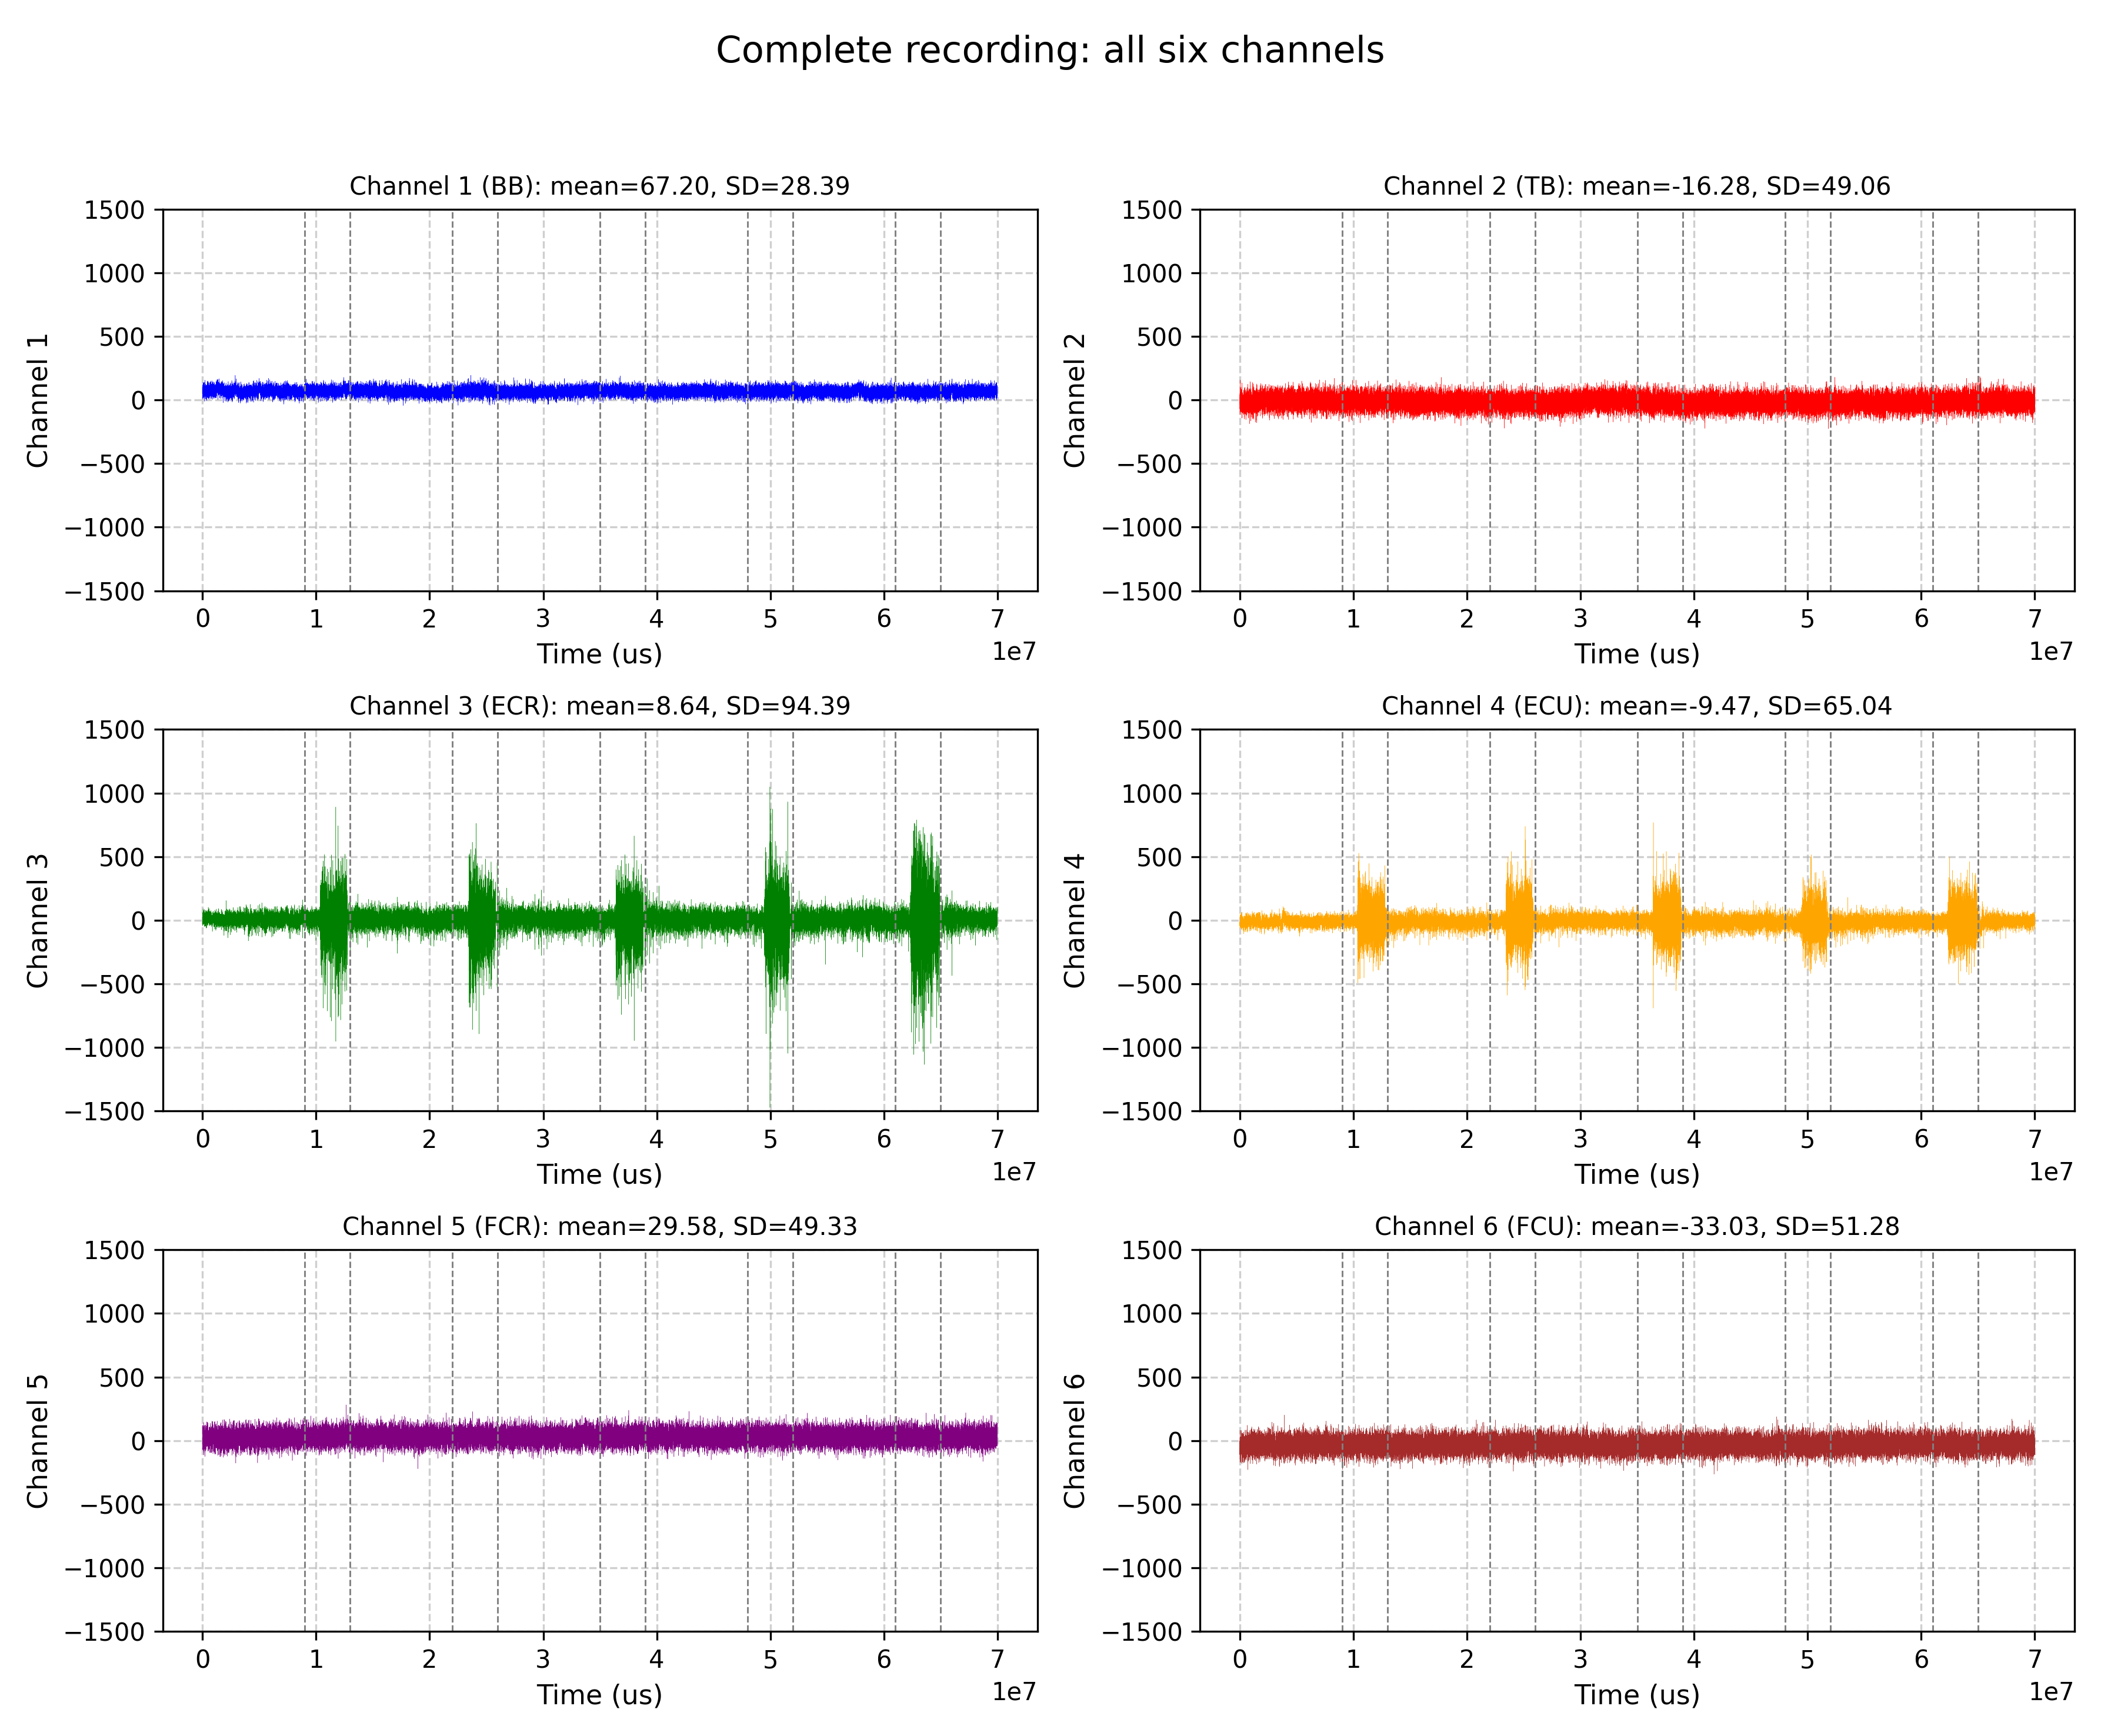 Complete recording: all six channels
Channel 1 (BB): mean=67.20, SD=28.39
1500
1000
500
0
−500
−1000
−1500
Channel 1
0 1 2 3 4 5 6 7
Time (us)
1e7
Channel 2 (TB): mean=-16.28, SD=49.06
1500
1000
500
0
−500
−1000
−1500
Channel 2
0 1 2 3 4 5 6 7
Time (us)
1e7
Channel 3 (ECR): mean=8.64, SD=94.39
1500
1000
500
0
−500
−1000
−1500
Channel 3
0 1 2 3 4 5 6 7
Time (us)
1e7
Channel 4 (ECU): mean=-9.47, SD=65.04
1500
1000
500
0
−500
−1000
−1500
Channel 4
0 1 2 3 4 5 6 7
Time (us)
1e7
Channel 5 (FCR): mean=29.58, SD=49.33
1500
1000
500
0
−500
−1000
−1500
Channel 5
0 1 2 3 4 5 6 7
Time (us)
1e7
Channel 6 (FCU): mean=-33.03, SD=51.28
1500
1000
500
0
−500
−1000
−1500
Channel 6
0 1 2 3 4 5 6 7
Time (us)
1e7